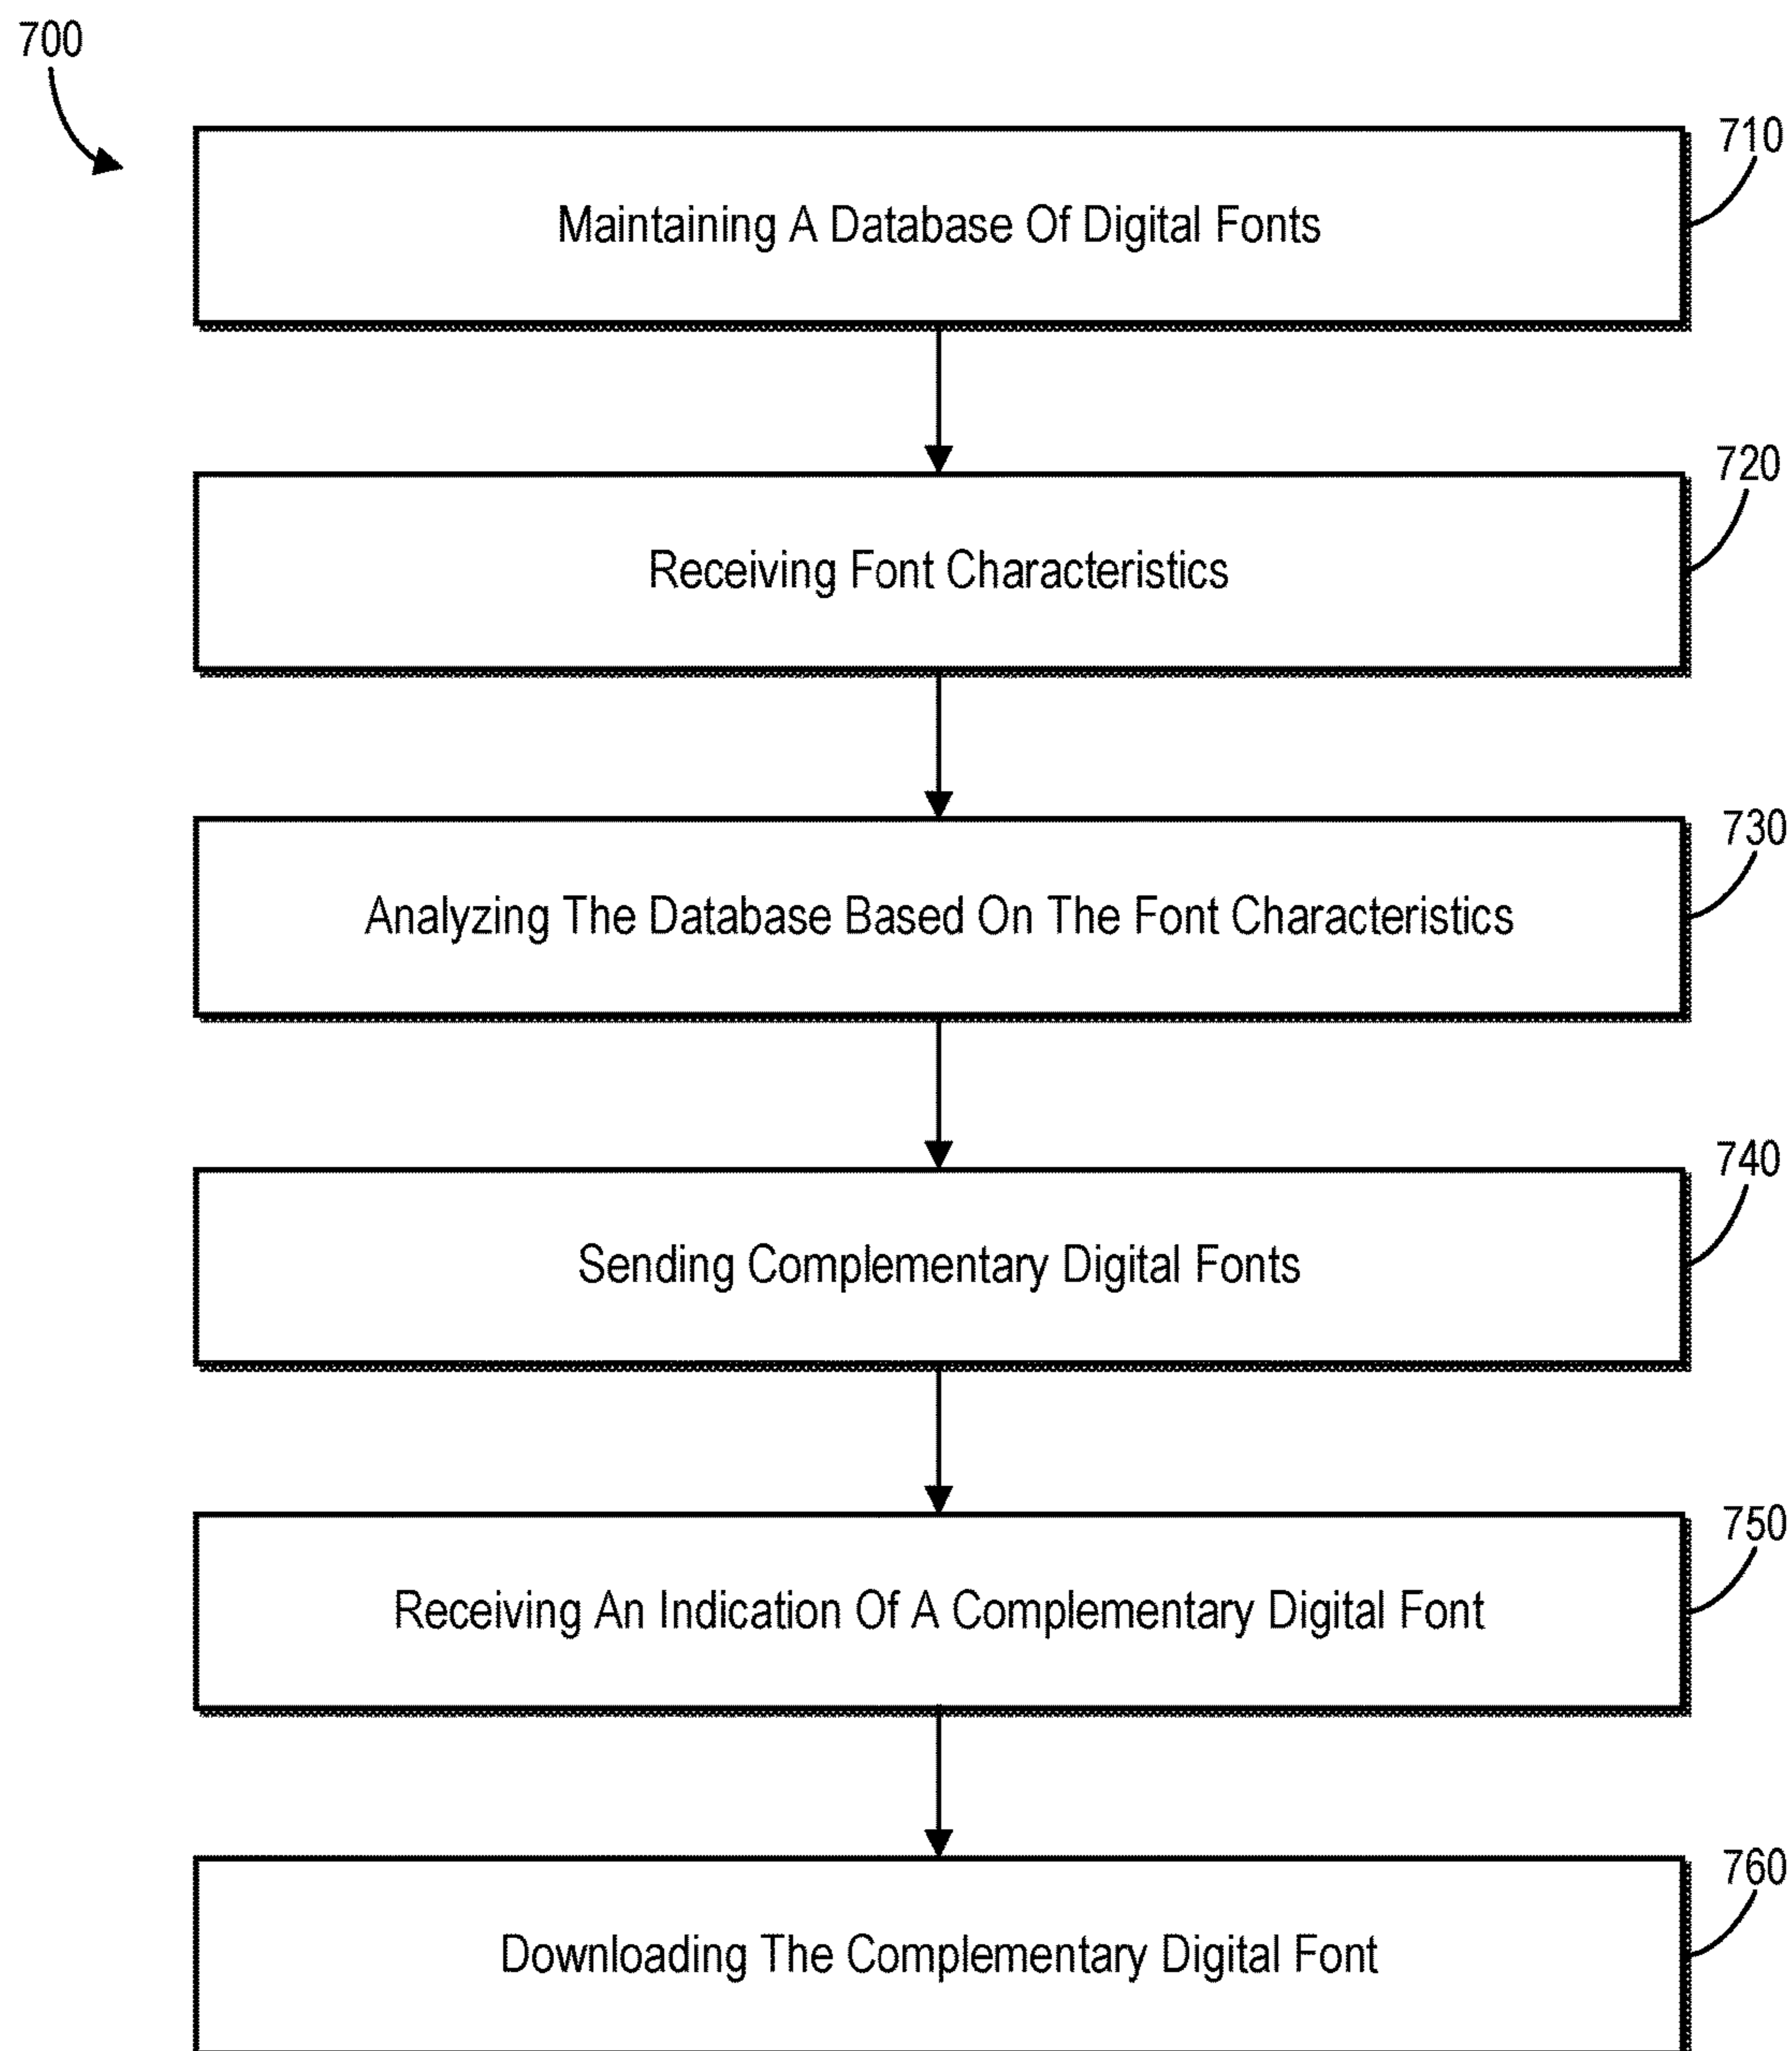 700
710
Maintaining A Database Of Digital Fonts
720
Receiving Font Characteristics
730
Analyzing The Database Based On The Font Characteristics
740
Sending Complementary Digital Fonts
750
Receiving An Indication Of A Complementary Digital Font
760
Downloading The Complementary Digital Font